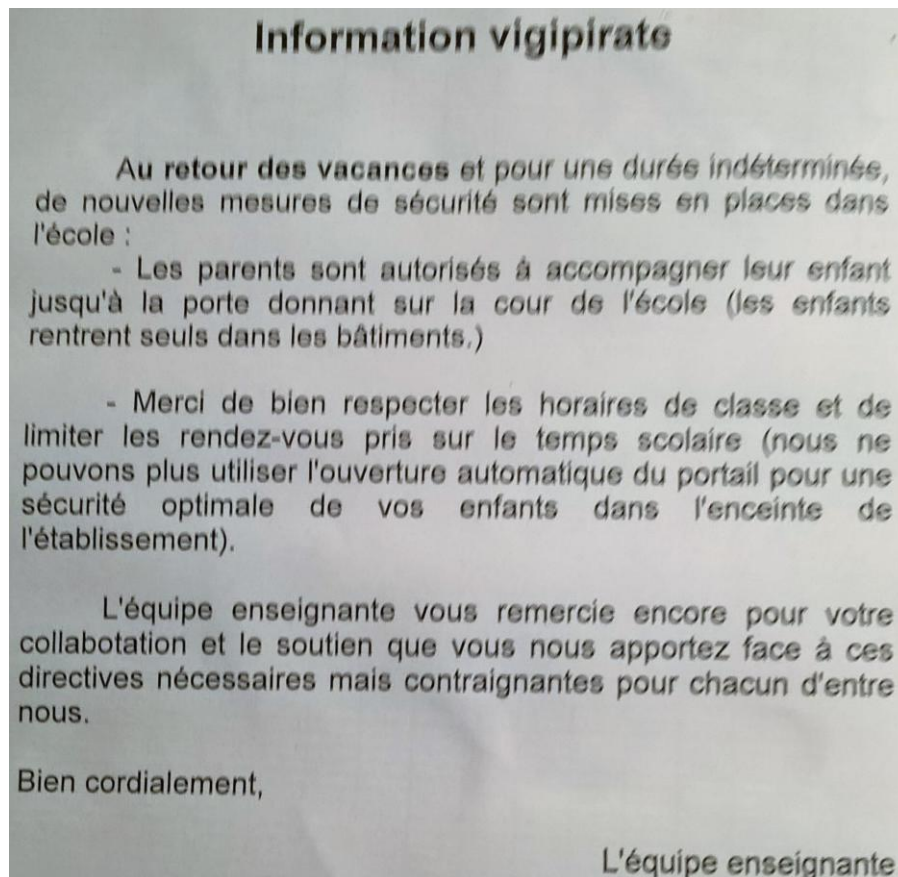 Information vigipirate
Au retour des vacances et pour une durée indéterminée,
de nouvelles mesures de sécurité sont mises en places dans
l'école :
- Les parents sont autorisés à accompagner leur enfant
jusqu'à la porte donnant sur la cour de l'école (les enfants
rentrent seuls dans les bâtiments.)
- Merci de bien respecter les horaires de classe et de
limiter les rendez-vous pris sur le temps scolaire (nous ne
pouvons plus utiliser l'ouverture automatique du portail pour une
sécurité optimale de vos enfants dans l'enceinte de
l'établissement).
L'équipe enseignante vous remercie encore pour votre
collabotation et le soutien que vous nous apportez face à ces
directives nécessaires mais contraignantes pour chacun d'entre
nous.
Bien cordialement,
L'équipe enseignante